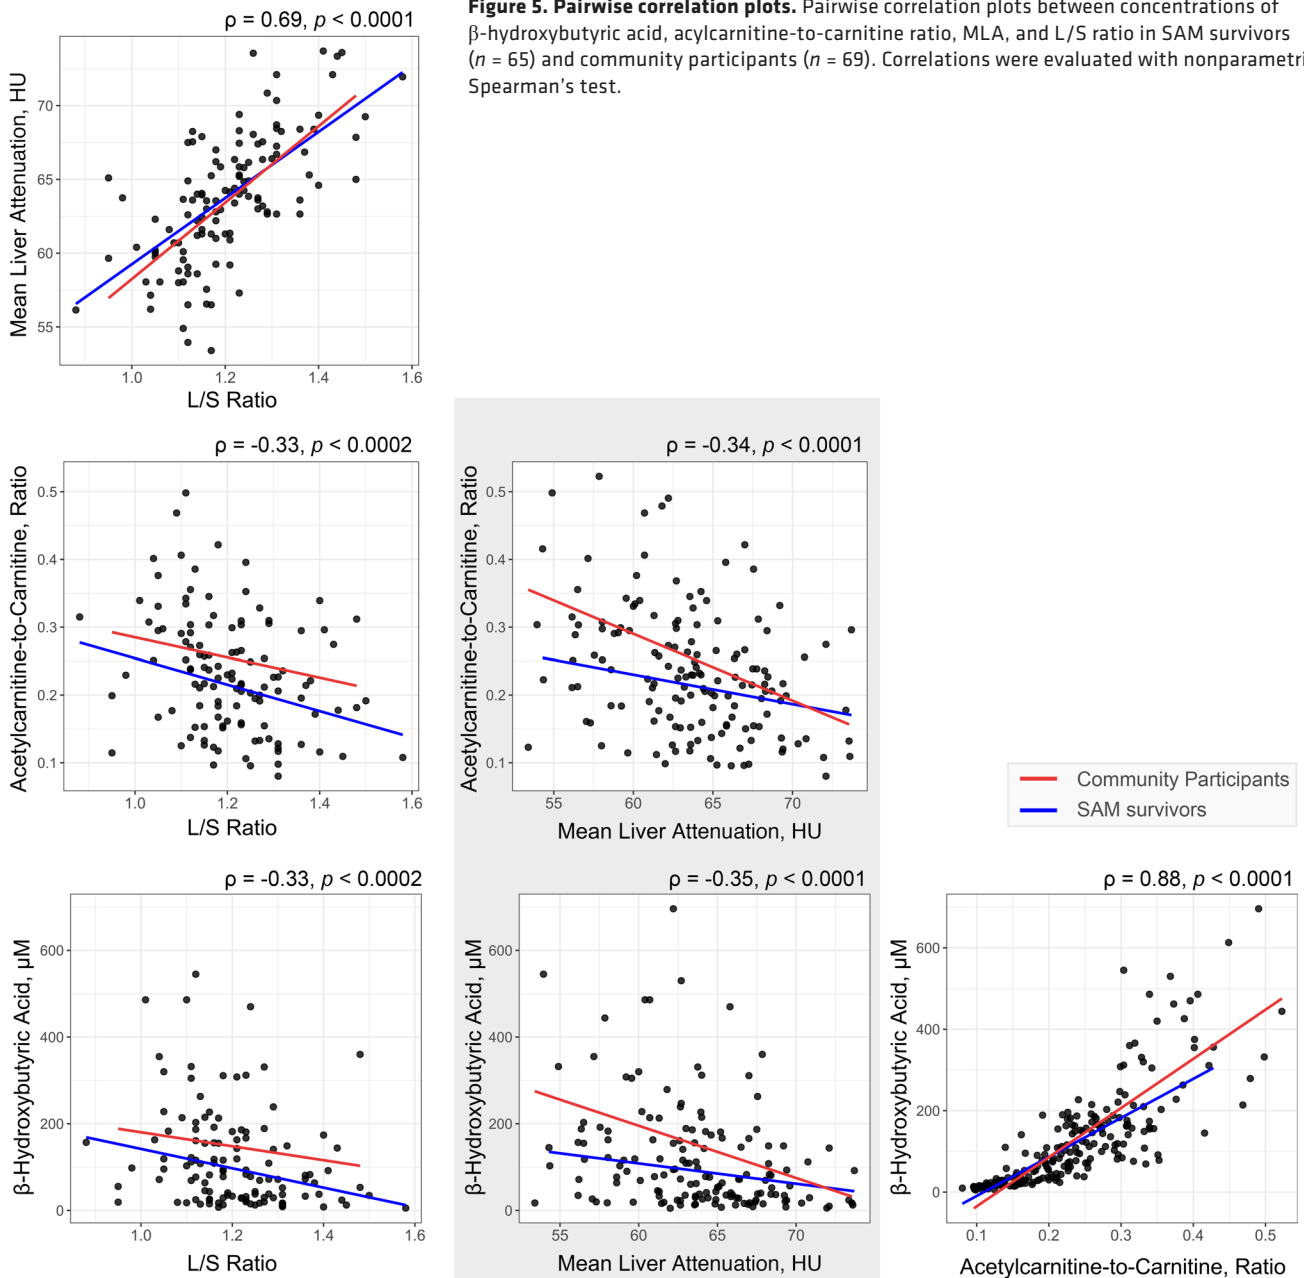 ρ = 0.69, p < 0.0001
Figure 5. Pairwise correlation plots. Pairwise correlation plots between concentrations of
β-hydroxybutyric acid, acylcarnitine-to-carnitine ratio, MLA, and L/S ratio in SAM survivors
(n = 65) and community participants (n = 69). Correlations were evaluated with nonparametri
Spearman's test.
Mean Liver Attenuation, HU
70
65
60
55
1.0 1.2 1.4 1.6
L/S Ratio
ρ = -0.33, p < 0.0002
Acetylcarnitine-to-Carnitine, Ratio
0.5
0.4
0.3
0.2
0.1
1.0 1.2 1.4 1.6
L/S Ratio
ρ = -0.34, p < 0.0001
Acetylcarnitine-to-Carnitine, Ratio
0.5
0.4
0.3
0.2
0.1
55 60 65 70
Mean Liver Attenuation, HU
Community Participants
SAM survivors
ρ = -0.33, p < 0.0002
β-Hydroxybutyric Acid, µM
600
400
200
0
1.0 1.2 1.4 1.6
L/S Ratio
ρ = -0.35, p < 0.0001
β-Hydroxybutyric Acid, µM
600
400
200
0
55 60 65 70
Mean Liver Attenuation, HU
ρ = 0.88, p < 0.0001
β-Hydroxybutyric Acid, µM
600
400
200
0
0.1 0.2 0.3 0.4 0.5
Acetylcarnitine-to-Carnitine, Ratio